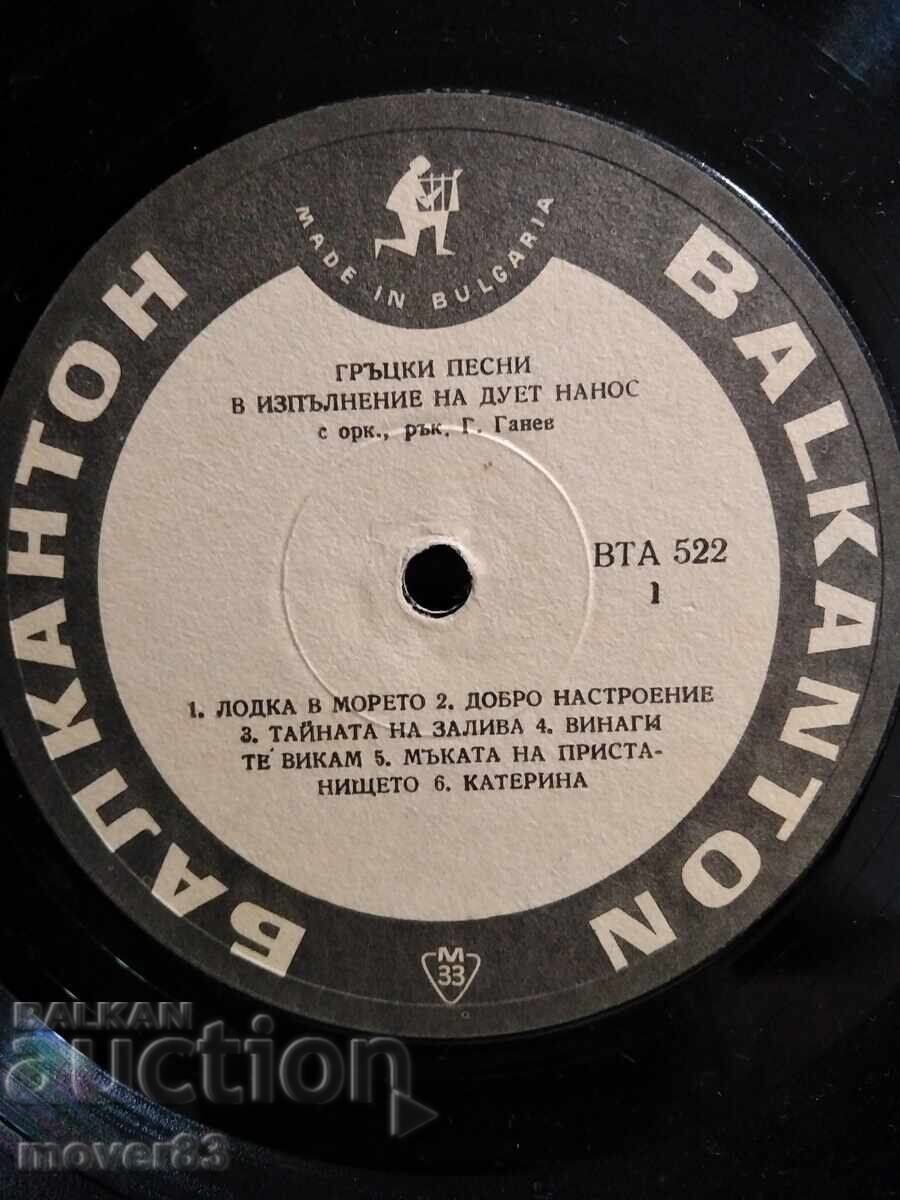 MADE IN BULGARIA
БАЛКАНТОН
BALKANTON
ГРЪЦКИ ПЕСНИ
В ИЗПЪЛНЕНИЕ НА ДУЕТ НАНОС
с орк., рък. Г. Ганев
ВТА 522
1
1. ЛОДКА В МОРЕТО 2. ДОБРО НАСТРОЕНИЕ
3. ТАЙНАТА НА ЗАЛИВА 4. ВИНАГИ
ТЕ ВИКАМ 5. МЪКАТА НА ПРИСТА-
НИЩЕТО 6. КАТЕРИНА
M
33
BALKAN
auction
mover83